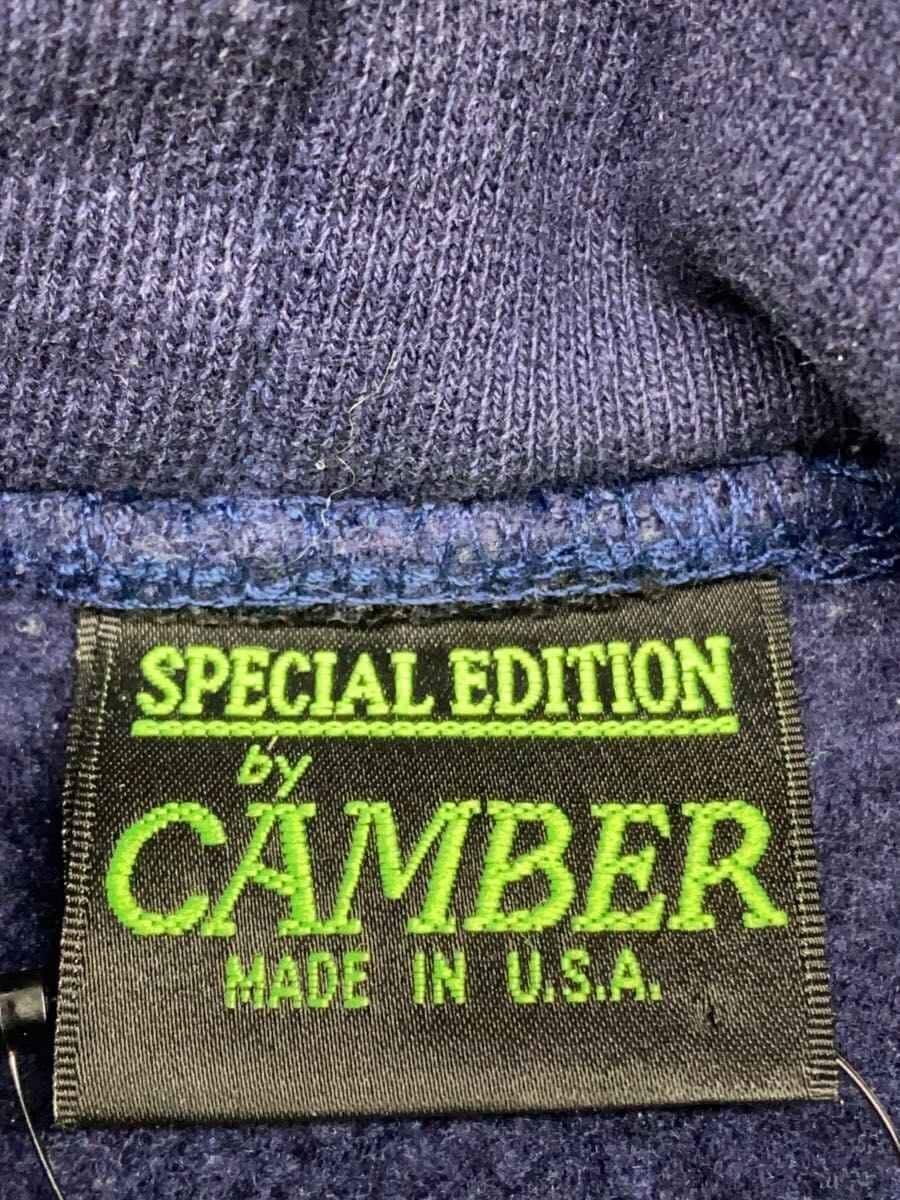 SPECIAL EDITION
by
CAMBER
MADE IN U.S.A.